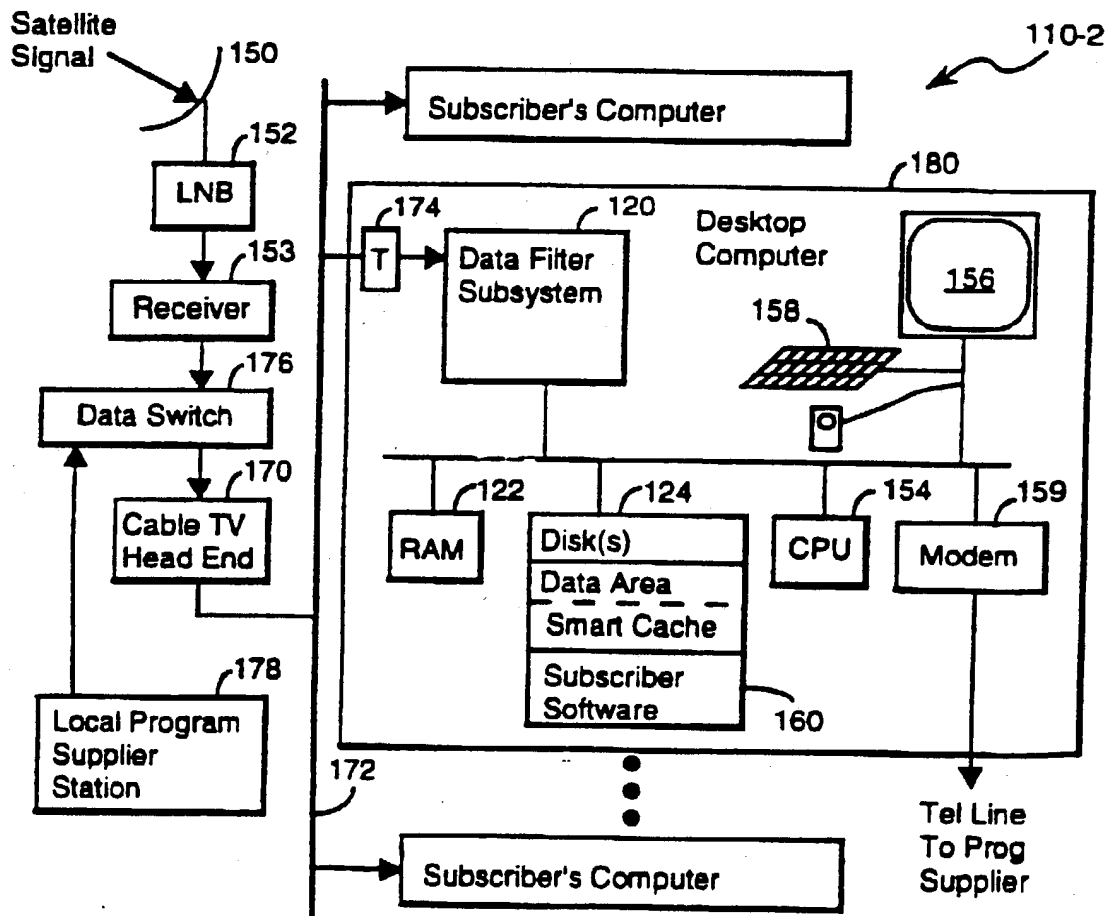 Satellite
Signal
150
110-2
Subscriber's Computer
152
LNB
180
174
T
120
Data Filter
Subsystem
Desktop
Computer
156
153
Receiver
158
176
Data Switch
170
Cable TV
Head End
122
RAM
124
Disk(s)
Data Area
Smart Cache
Subscriber
Software
160
154
CPU
159
Modem
178
Local Program
Supplier
Station
172
Tel Line
To Prog
Supplier
Subscriber's Computer